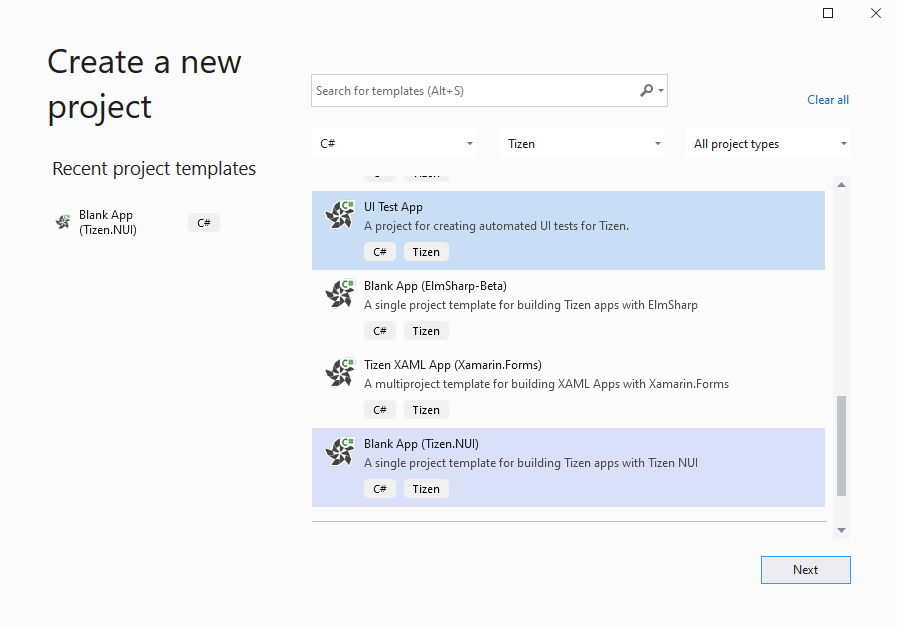 Create a new
project
Search for templates (Alt+S)
Clear all
C#
Tizen
All project types
Recent project templates
Blank App
(Tizen.NUI)
C#
UI Test App
A project for creating automated UI tests for Tizen.
C#
Tizen
Blank App (ElmSharp-Beta)
A single project template for building Tizen apps with ElmSharp
C#
Tizen
Tizen XAML App (Xamarin.Forms)
A multiproject template for building XAML Apps with Xamarin.Forms
C#
Tizen
Blank App (Tizen.NUI)
A single project template for building Tizen apps with Tizen NUI
C#
Tizen
Next